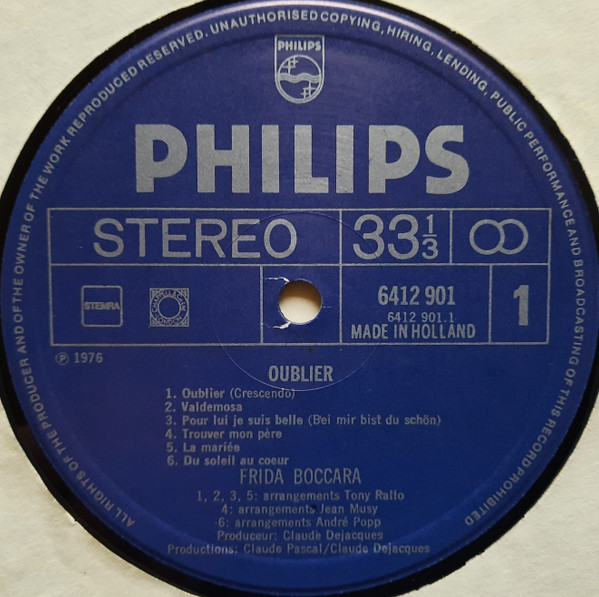 ALL RIGHTS OF THE PRODUCER AND OF THE OWNER OF THE WORK REPRODUCED RESERVED. UNAUTHORISED COPYING, HIRING, LENDING, PUBLIC PERFORMANCE AND BROADCASTING OF THIS RECORD PROHIBITED
PHILIPS
PHILIPS
STEREO 33 1/3
STEMRA
6412 901
6412 901.1
MADE IN HOLLAND
1
℗ 1976
OUBLIER
1. Oublier (Crescendo)
2. Valdemosa
3. Pour lui je suis belle (Bei mir bist du schön)
4. Trouver mon père
5. La mariée
6. Du soleil au coeur
FRIDA BOCCARA
1, 2, 3, 5: arrangements Tony Rallo
4: arrangements Jean Musy
6: arrangements André Popp
Produceur: Claude Dejacques
Productions: Claude Pascal/Claude Dejacques